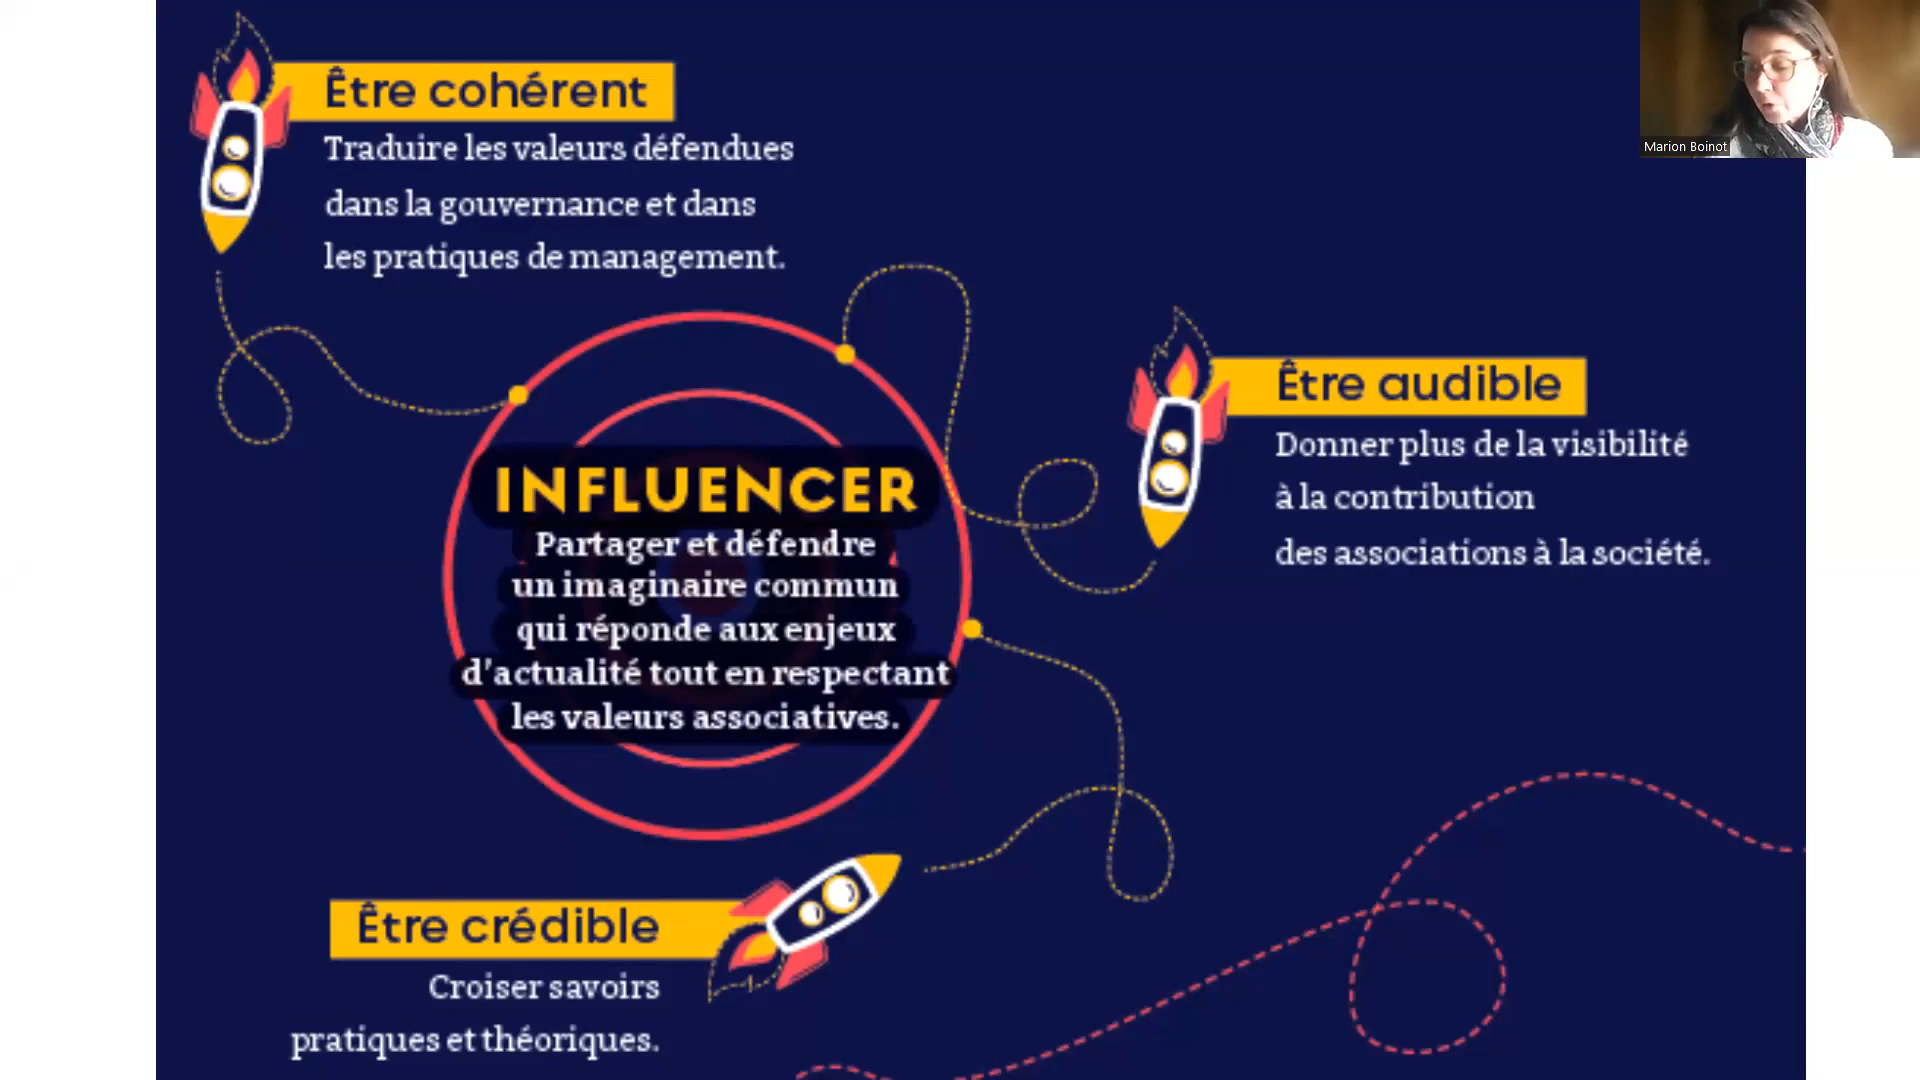 Être cohérent
Traduire les valeurs défendues
dans la gouvernance et dans
les pratiques de management.
Marion Boinot
Être audible
Donner plus de la visibilité
à la contribution
des associations à la société.
INFLUENCER
Partager et défendre
un imaginaire commun
qui réponde aux enjeux
d'actualité tout en respectant
les valeurs associatives.
Être crédible
Croiser savoirs
pratiques et théoriques.